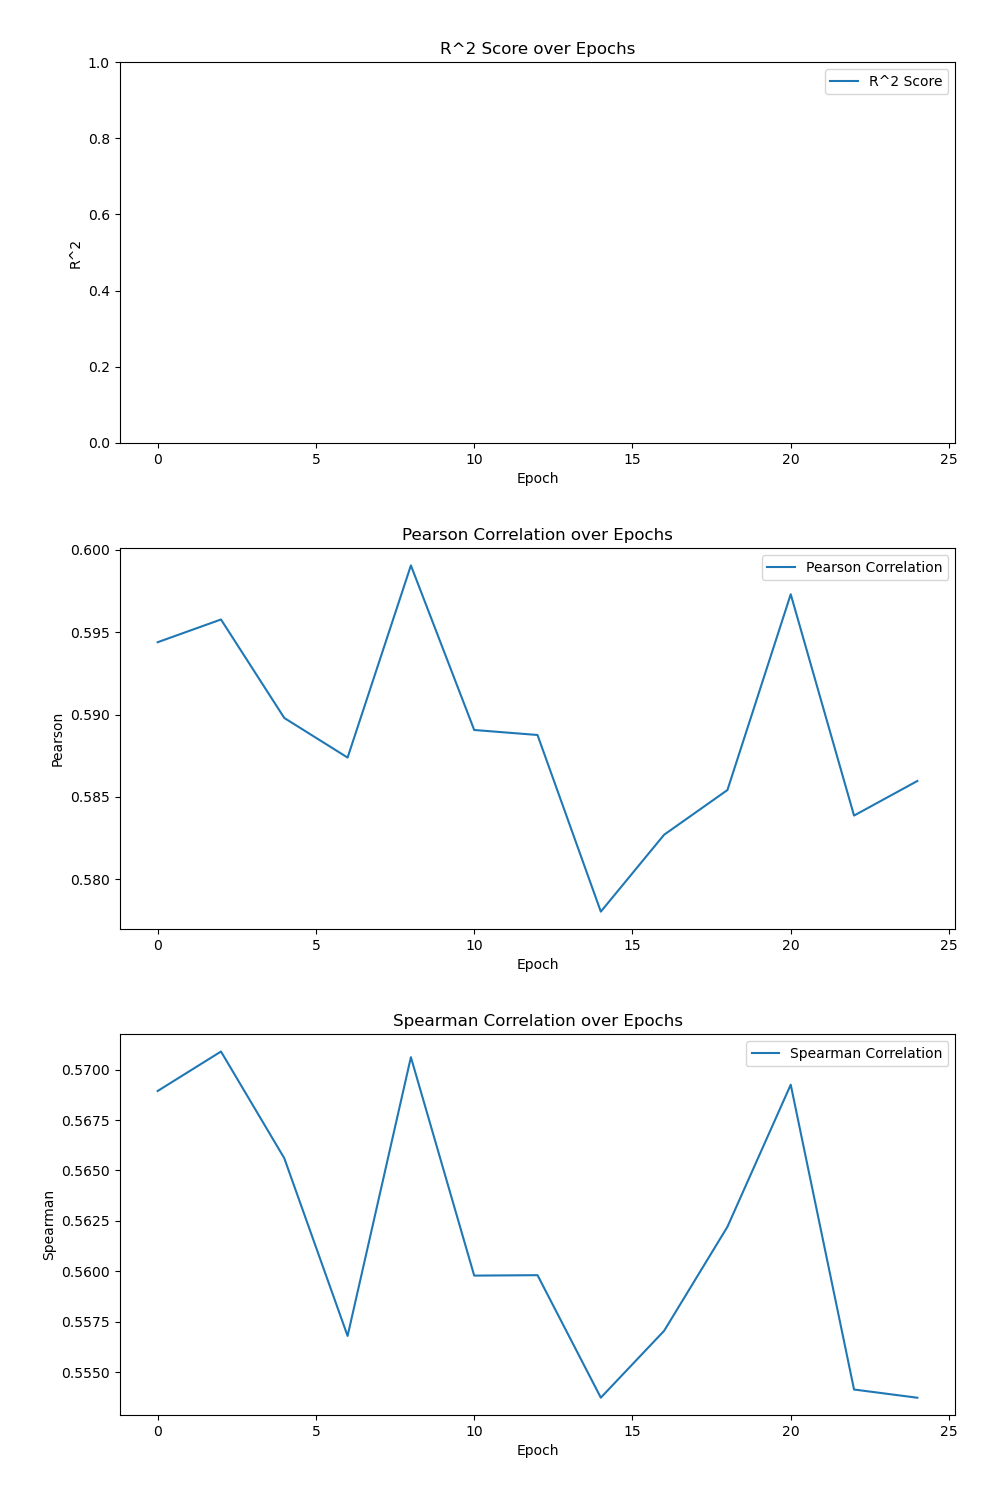 R^2 Score over Epochs
R^2 Score
1.0
0.8
0.6
0.4
0.2
0.0
R^2
0 5 10 15 20 25
Epoch
Pearson Correlation over Epochs
Pearson Correlation
0.600
0.595
0.590
0.585
0.580
Pearson
0 5 10 15 20 25
Epoch
Spearman Correlation over Epochs
Spearman Correlation
0.5700
0.5675
0.5650
0.5625
0.5600
0.5575
0.5550
Spearman
0 5 10 15 20 25
Epoch